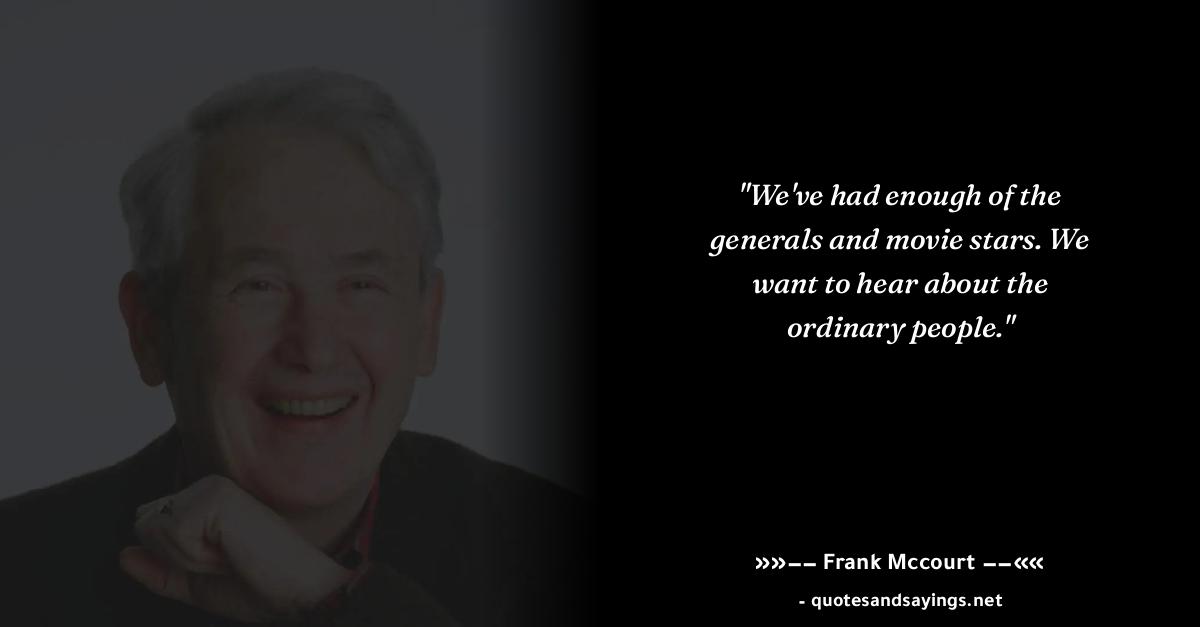 "We've had enough of the
generals and movie stars. We
want to hear about the
ordinary people."
»»−− Frank Mccourt −−««
- quotesandsayings.net